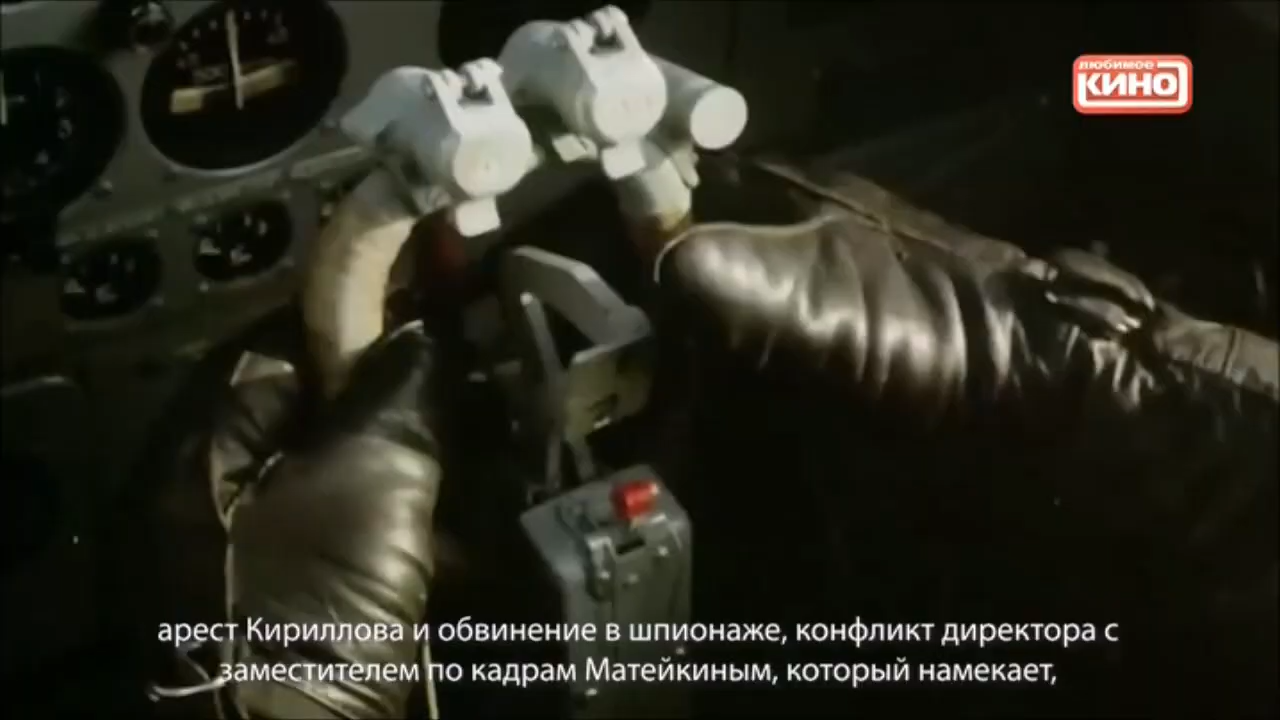 любимое
КИНО
арест Кириллова и обвинение в шпионаже, конфликт директора с
заместителем по кадрам Матейкиным, который намекает,